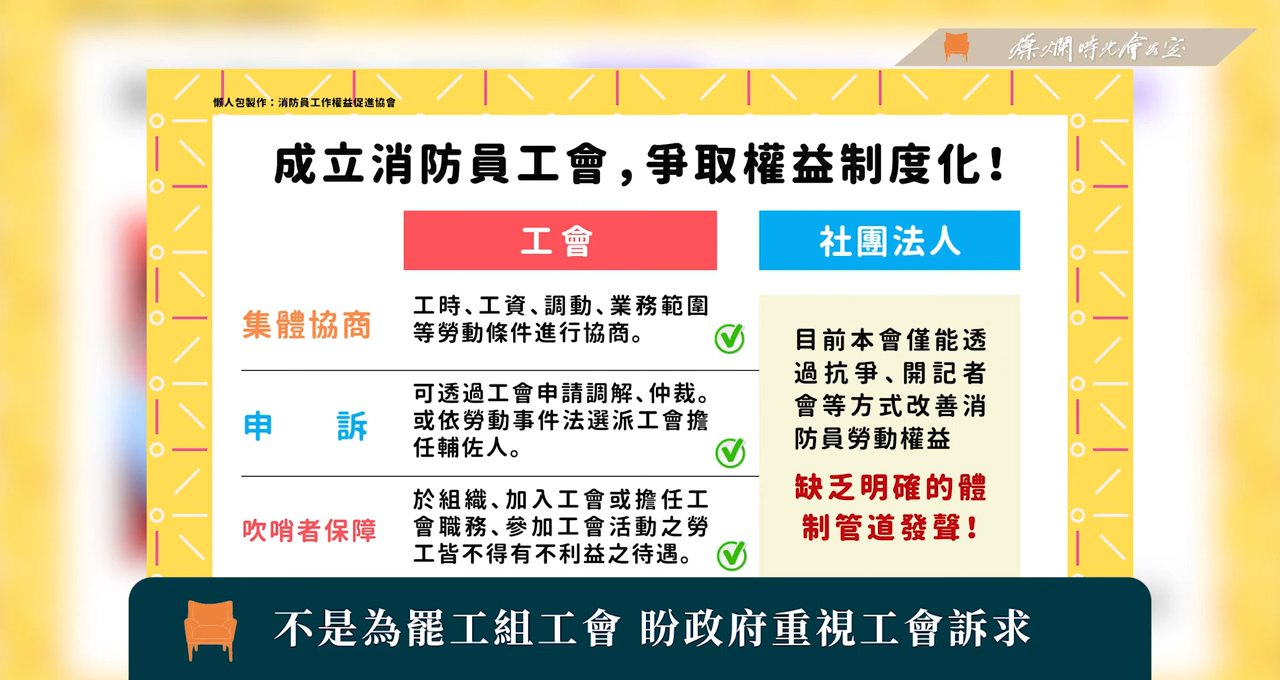 燦爛時光會客室
懶人包製作：消防員工作權益促進協會
成立消防員工會,爭取權益制度化!
工會
社團法人
集體協商
工時、工資、調動、業務範圍
等勞動條件進行協商。
申 訴
可透過工會申請調解、仲裁。
或依勞動事件法選派工會擔
任輔佐人。
吹哨者保障
於組織、加入工會或擔任工
會職務、參加工會活動之勞
工皆不得有不利益之待遇。
目前本會僅能透
過抗爭、開記者
會等方式改善消
防員勞動權益
缺乏明確的體
制管道發聲!
不是為罷工組工會 盼政府重視工會訴求